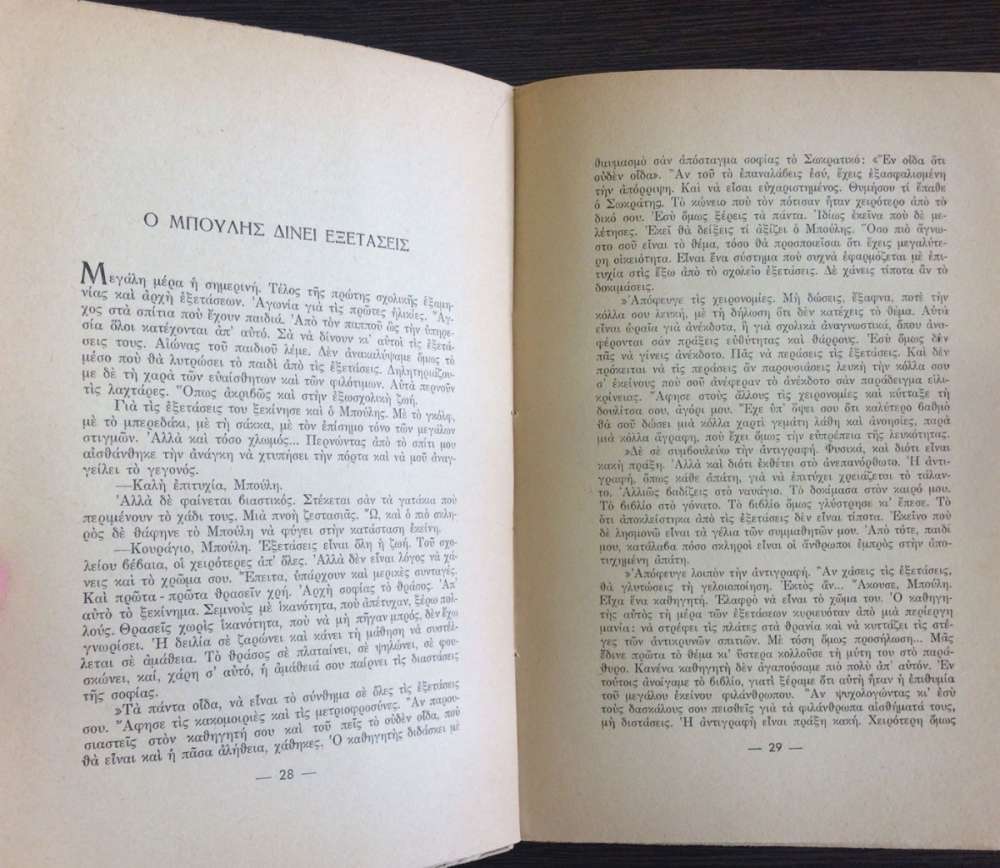 Ο ΜΠΟΥΛΗΣ ΔΙΝΕΙ ΕΞΕΤΑΣΕΙΣ
Μεγάλη μέρα ἡ σημερινή. Τέλος τῆς πρώτης σχολικῆς ἑξαμη-
νίας καὶ ἀρχὴ ἐξετάσεων. Ἀγωνία γιὰ τὶς πρῶτες ἡλικίες. Ἄγ-
χος στὰ σπίτια ποὺ ἔχουν παιδιά. Ἀπὸ τὸν παπποῦ ὣς τὴν ὑπηρε-
σία ὅλοι κατέχονται ἀπ' αὐτό. Σὰ νὰ δίνουν κι' αὐτοὶ τὶς ἐξετά-
σεις τους. Αἰώνας τοῦ παιδιοῦ λέμε. Δὲν ἀνακαλύψαμε ὅμως τὸ
μέσο ποὺ θὰ λυτρώσει τὸ παιδὶ ἀπὸ τὶς ἐξετάσεις. Δηλητηριάζου-
με δὲ τὴ χαρὰ τῶν εὐαίσθητων καὶ τῶν φιλότιμων. Αὐτὰ περνοῦν
τὶς λαχτάρες. Ὅπως ἀκριβῶς καὶ στὴν ἐξωσχολικὴ ζωή.
Γιὰ τὶς ἐξετάσεις του ξεκίνησε καὶ ὁ Μπούλης. Μὲ τὸ γκόλφ,
μὲ τὸ μπερεδάκι, μὲ τὴ σάκκα, μὲ τὸν ἐπίσημο τόνο τῶν μεγάλων
στιγμῶν. Ἀλλὰ καὶ τόσο χλωμός... Περνώντας ἀπὸ τὸ σπίτι μου
αἰσθάνθηκε τὴν ἀνάγκη νὰ χτυπήσει τὴν πόρτα καὶ νὰ μοῦ ἀναγ-
γείλει τὸ γεγονός.
—Καλὴ ἐπιτυχία, Μπούλη.
Ἀλλὰ δὲ φαίνεται βιαστικός. Στέκεται σὰν τὰ γατάκια ποὺ
περιμένουν τὸ χάδι τους. Μιὰ πνοὴ ζεστασιᾶς. Ὤ, καὶ ὁ πιὸ σκλη-
ρὸς δὲ θἄφηνε τὸ Μπούλη νὰ φύγει στὴν κατάσταση ἐκείνη.
—Κουράγιο, Μπούλη. Ἐξετάσεις εἶναι ὅλη ἡ ζωή. Τοῦ σχο-
λείου βέβαια, οἱ χειρότερες ἀπ' ὅλες. Ἀλλὰ δὲν εἶναι λόγος νὰ χά-
νεις καὶ τὸ χρῶμα σου. Ἔπειτα, ὑπάρχουν καὶ μερικὲς συνταγές.
Καὶ πρῶτα - πρῶτα θρασεῖν χρή. Ἀρχὴ σοφίας τὸ θράσος. Ἀπ'
αὐτὸ τὸ ξεκίνημα. Σεμνοὺς μὲ ἱκανότητα, ποὺ ἀπέτυχαν, ξέρω πολ-
λούς. Θρασεῖς χωρὶς ἱκανότητα, ποὺ νὰ μὴ πῆγαν μπρός, δὲν ἔχω
γνωρίσει. Ἡ δειλία σὲ ζαρώνει καὶ κάνει τὴ μάθηση νὰ συστέλ-
λεται σὲ ἀμάθεια. Τὸ θράσος σὲ πλαταίνει, σὲ ψηλώνει, σὲ φου-
σκώνει, καί, χάρη σ' αὐτό, ἡ ἀμάθειά σου παίρνει τὶς διαστάσεις
τῆς σοφίας.
»Τὰ πάντα οἶδα, νὰ εἶναι τὸ σύνθημα σὲ ὅλες τὶς ἐξετάσεις
σου. Ἄφησε τὶς κακομοιριὲς καὶ τὶς μετριοφροσύνες. Ἂν παρου-
σιαστεῖς στὸν καθηγητή σου καὶ τοῦ πεῖς τὸ οὐδὲν οἶδα, ποὺ
θὰ εἶναι καὶ ἡ πᾶσα ἀλήθεια, χάθηκες. Ὁ καθηγητὴς διδάσκει μὲ
— 28 —
θαυμασμὸ σὰν ἀπόσταγμα σοφίας τὸ Σωκρατικό: «Ἓν οἶδα ὅτι
οὐδὲν οἶδα». Ἂν τοῦ τὸ ἐπαναλάβεις ἐσύ, ἔχεις ἐξασφαλισμένη
τὴν ἀπόρριψη. Καὶ νὰ εἶσαι εὐχαριστημένος. Θυμήσου τί ἔπαθε
ὁ Σωκράτης. Τὸ κώνειο ποὺ τὸν πότισαν ἦταν χειρότερο ἀπὸ τὸ
δικό σου. Ἐσὺ ὅμως ξέρεις τὰ πάντα. Ἰδίως ἐκεῖνα ποὺ δὲ με-
λέτησες. Ἐκεῖ θὰ δείξεις τί ἀξίζει ὁ Μπούλης. Ὅσο πιὸ ἄγνω-
στο σοῦ εἶναι τὸ θέμα, τόσο θὰ προσποιεῖσαι ὅτι ἔχεις μεγαλύτε-
ρη οἰκειότητα. Εἶναι ἕνα σύστημα ποὺ συχνὰ ἐφαρμόζεται μὲ ἐπι-
τυχία στὶς ἔξω ἀπὸ τὸ σχολεῖο ἐξετάσεις. Δὲ χάνεις τίποτα ἂν τὸ
δοκιμάσεις.
»Ἀπόφευγε τὶς χειρονομίες. Μὴ δώσεις, ἔξαφνα, ποτὲ τὴν
κόλλα σου λευκή, μὲ τὴ δήλωση ὅτι δὲν κατέχεις τὸ θέμα. Αὐτὰ
εἶναι ὡραῖα γιὰ ἀνέκδοτα, ἢ γιὰ σχολικὰ ἀναγνωστικά, ὅπου ἀνα-
φέρονται σὰν πράξεις εὐθύτητας καὶ θάρρους. Ἐσὺ ὅμως δὲν
πᾶς νὰ γίνεις ἀνέκδοτο. Πᾶς νὰ περάσεις τὶς ἐξετάσεις. Καὶ δὲν
πρόκειται νὰ τὶς περάσεις ἂν παρουσιάσεις λευκὴ τὴν κόλλα σου
σ' ἐκείνους ποὺ σοῦ ἀνέφεραν τὸ ἀνέκδοτο σὰν παράδειγμα εἰλι-
κρίνειας. Ἄφησε στοὺς ἄλλους τὶς χειρονομίες καὶ κύτταξε τὴ
δουλίτσα σου, ἀγόρι μου. Ἔχε ὑπ' ὄψει σου ὅτι καλύτερο βαθμὸ
θὰ σοῦ δώσει μιὰ κόλλα χαρτὶ γεμάτη λάθη καὶ ἀνοησίες, παρὰ
μιὰ κόλλα ἄγραφη, ποὺ ἔχει ὅμως τὴν εὐπρέπεια τῆς λευκότητας.
»Δὲ σὲ συμβουλεύω τὴν ἀντιγραφή. Φυσικά, καὶ διότι εἶναι
κακὴ πράξη. Ἀλλὰ καὶ διότι ἐκθέτει στὸ ἀνεπανόρθωτο. Ἡ ἀντι-
γραφή, ὅπως κάθε ἀπάτη, γιὰ νὰ ἐπιτύχει χρειάζεται τὸ τάλαν-
το. Ἀλλιῶς βαδίζεις στὸ ναυάγιο. Τὸ δοκίμασα στὸν καιρό μου.
Τὸ βιβλίο στὸ γόνατο. Τὸ βιβλίο ὅμως γλύστρησε κι' ἔπεσε. Τὸ
ὅτι ἀποκλείστηκα ἀπὸ τὶς ἐξετάσεις δὲν εἶναι τίποτα. Ἐκεῖνο ποὺ
δὲ λησμονῶ εἶναι τὰ γέλια τῶν συμμαθητῶν μου. Ἀπὸ τότε, παιδί
μου, κατάλαβα πόσο σκληροὶ εἶναι οἱ ἄνθρωποι ἐμπρὸς στὴν ἀπο-
τυχημένη ἀπάτη.
»Ἀπόφευγε λοιπὸν τὴν ἀντιγραφή. Ἂν χάσεις τὶς ἐξετάσεις,
θὰ γλυτώσεις τὴ γελοιοποίηση. Ἐκτὸς ἄν... Ἄκουσε, Μπούλη.
Εἶχα ἕνα καθηγητή. Ἐλαφρὸ νὰ εἶναι τὸ χῶμα του. Ὁ καθηγη-
τὴς αὐτὸς τὴ μέρα τῶν ἐξετάσεων κυριευόταν ἀπὸ μιὰ περίεργη
μανία: νὰ στρέφει τὶς πλάτες στὰ θρανία καὶ νὰ κυττάζει τὶς στέ-
γες τῶν ἀντικρυνῶν σπιτιῶν. Μὲ τόση ὅμως προσήλωση... Μᾶς
ἔδινε πρῶτα τὸ θέμα κι' ὕστερα κολλοῦσε τὴ μύτη του στὸ παρά-
θυρο. Κανένα καθηγητὴ δὲν ἀγαπούσαμε πιὸ πολὺ ἀπ' αὐτόν. Ἐν
τούτοις ἀνοίγαμε τὸ βιβλίο, γιατὶ ξέραμε ὅτι αὐτὴ ἦταν ἡ ἐπιθυμία
τοῦ μεγάλου ἐκείνου φιλάνθρωπου. Ἂν ψυχολογώντας κι' ἐσὺ
τοὺς δασκάλους σου πεισθεῖς γιὰ τὰ φιλάνθρωπα αἰσθήματά τους,
μὴ διστάσεις. Ἡ ἀντιγραφὴ εἶναι πράξη κακή. Χειρότερη ὅμως
— 29 —